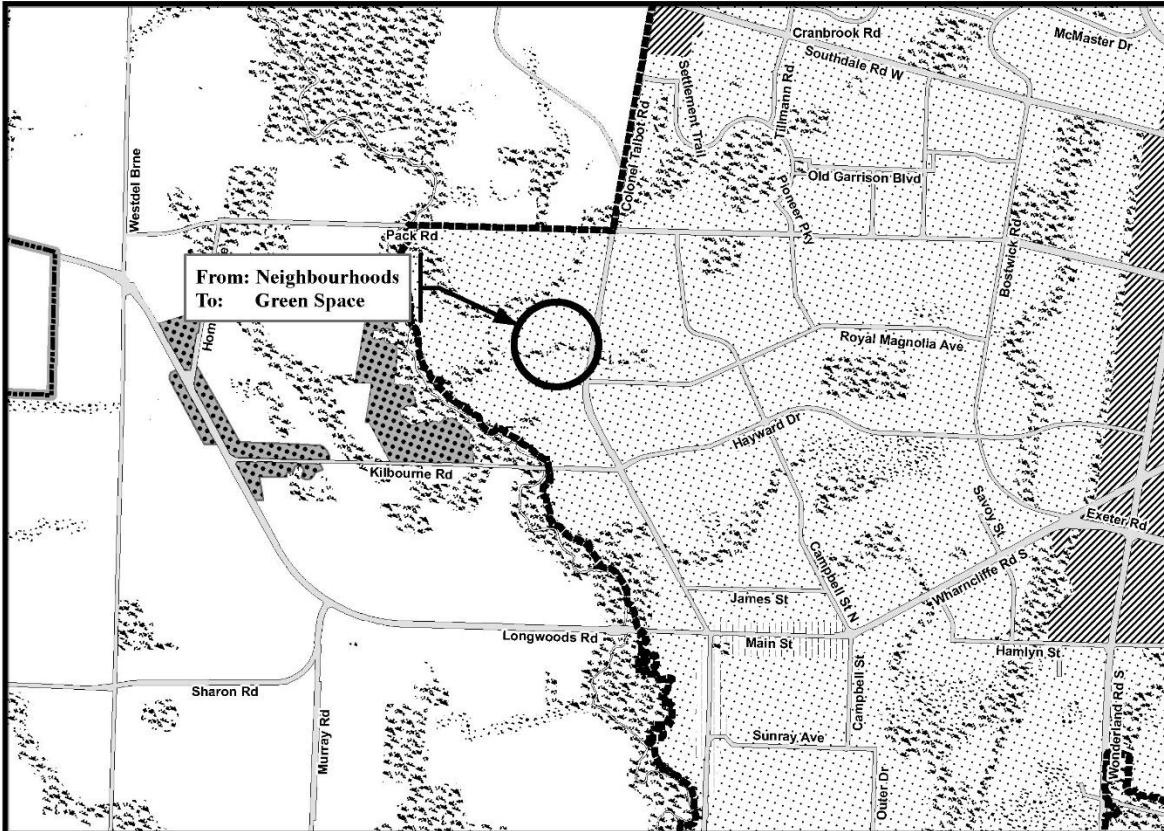 Cranbrook Rd
McMaster Dr
Southdale Rd W
Settlement Trail
Tillmann Rd
Colonel Talbot Rd
Westdel Brne
Old Garrison Blvd
Pioneer Pky
Bostwick Rd
Pack Rd
From: Neighbourhoods
To: Green Space
Hom
e
Royal Magnolia Ave
Hayward Dr
Kilbourne Rd
Savoy St
Exeter Rd
Wharncliffe Rd S
Campbell St N
James St
Longwoods Rd
Main St
Hamlyn St
Sharon Rd
Murray Rd
Campbell St
Wonderland Rd S
Sunray Ave
Outer Dr